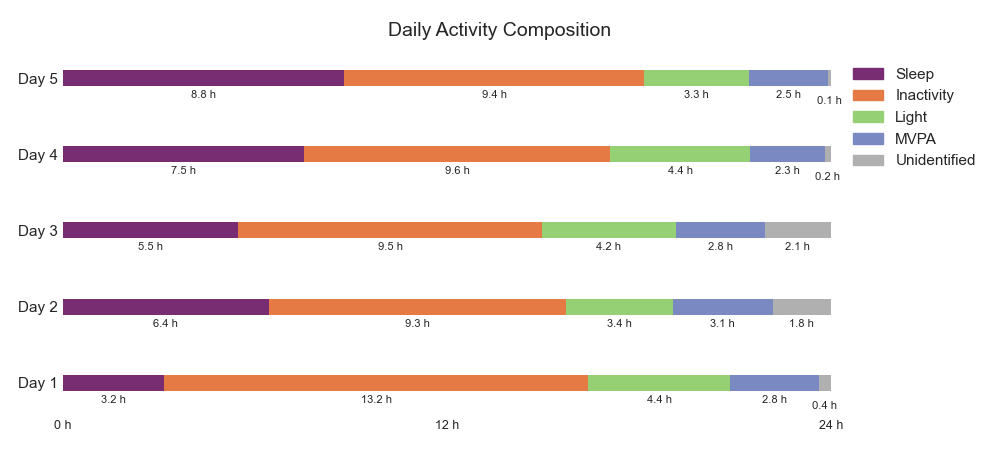 Daily Activity Composition
Day 5
8.8 h 9.4 h 3.3 h 2.5 h 0.1 h
Day 4
7.5 h 9.6 h 4.4 h 2.3 h 0.2 h
Day 3
5.5 h 9.5 h 4.2 h 2.8 h 2.1 h
Day 2
6.4 h 9.3 h 3.4 h 3.1 h 1.8 h
Day 1
3.2 h 13.2 h 4.4 h 2.8 h 0.4 h
0 h 12 h 24 h
Sleep
Inactivity
Light
MVPA
Unidentified